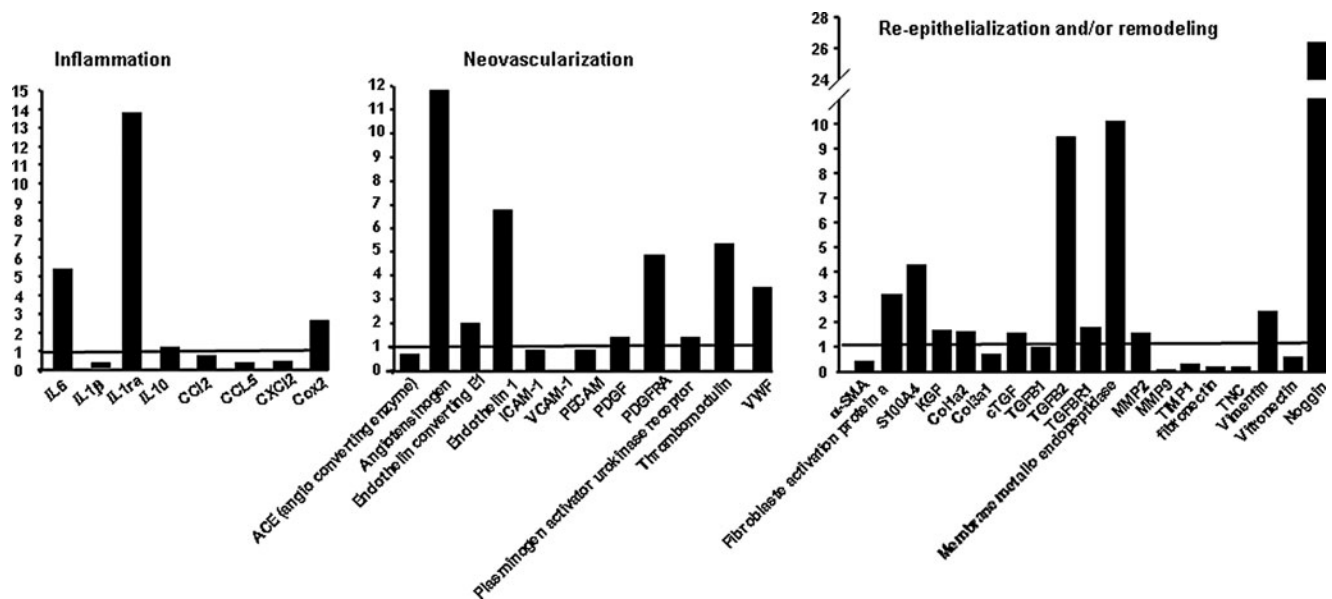 Inflammation
15
14
13
12
11
10
9
8
7
6
5
4
3
2
1
0
IL6
IL1β
IL1ra
IL10
CCl2
CCL5
CXCl2
Cox2
Neovascularization
12
11
10
9
8
7
6
5
4
3
2
1
0
ACE (angio converting enzyme)
Angiotensinogen
Endothelin converting E1
Endothelin 1
ICAM-1
VCAM-1
PECAM
PDGF
PDGFRA
Plasminogen activator urokinase receptor
Thrombomodulin
VWF
Re-epithelialization and/or remodeling
28
26
24
10
9
8
7
6
5
4
3
2
1
0
α-SMA
Fibroblaste activation protein a
S100A4
KGF
Col1a2
Col3a1
cTGF
TGFB1
TGFB2
TGFBR1
Membrane metallo endopeptidase
MMP2
MMP9
TIMP1
fibronectin
TNC
Vimentin
Vitronectin
Noggin